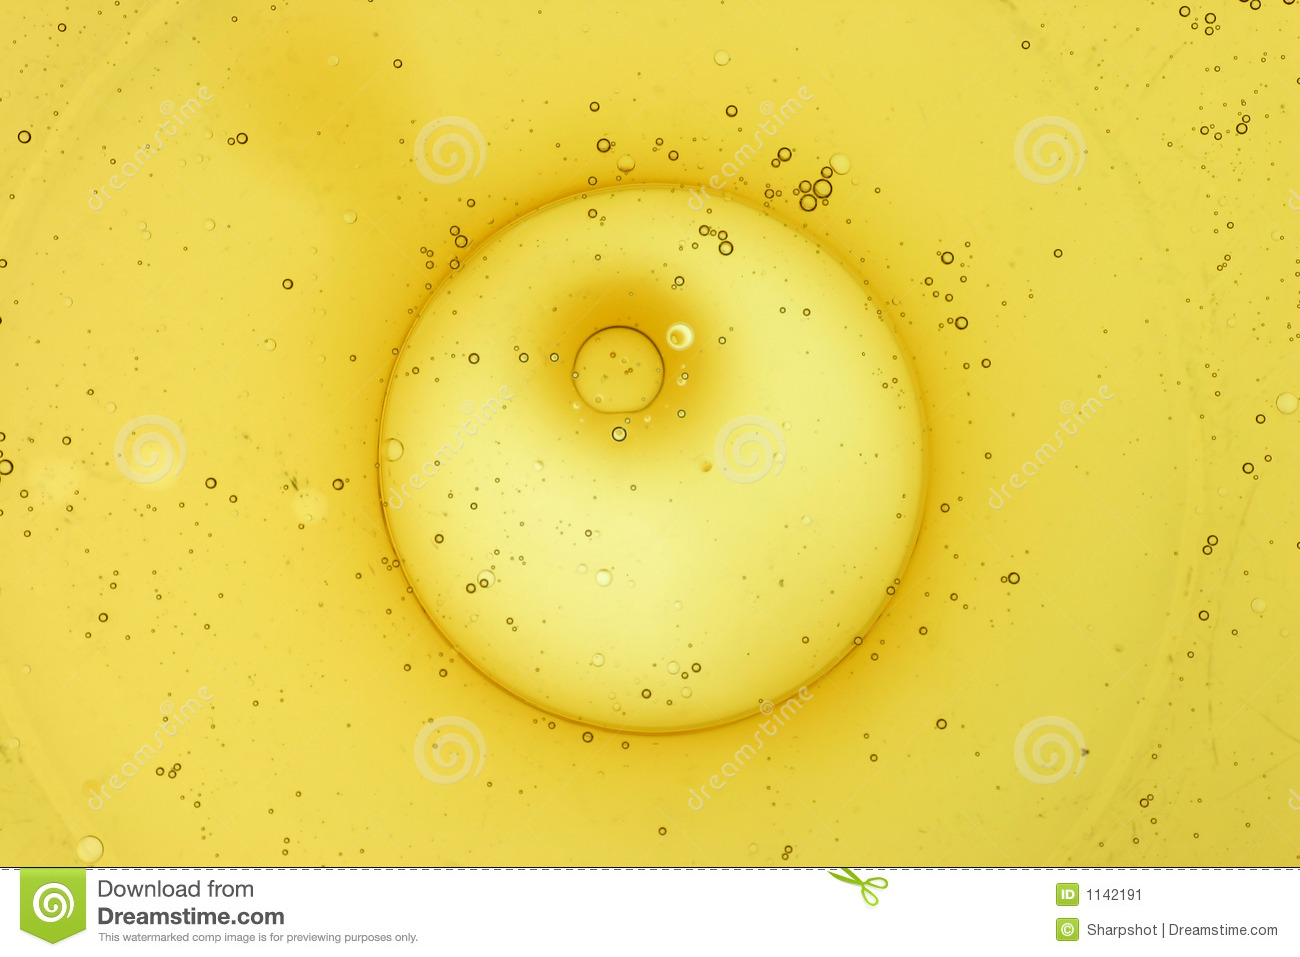 dreamstime
dreamstime
dreamstime
dreamstime
dreamstime
dreamstime
dreamstime
Download from
Dreamstime.com
This watermarked comp image is for previewing purposes only.
ID 1142191
© Sharpshot | Dreamstime.com